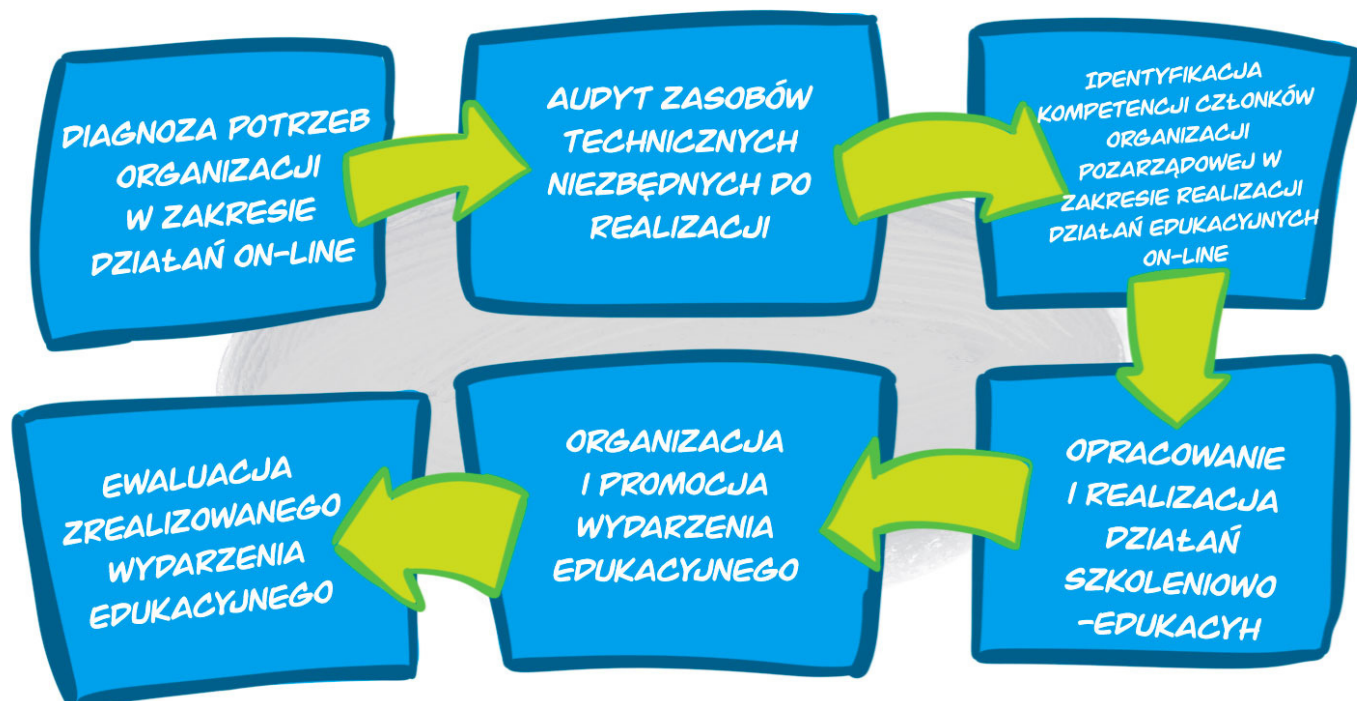 DIAGNOZA POTRZEB
ORGANIZACJI
W ZAKRESIE
DZIAŁAŃ ON-LINE
AUDYT ZASOBÓW
TECHNICZNYCH
NIEZBĘDNYCH DO
REALIZACJI
IDENTYFIKACJA
KOMPETENCJI CZŁONKÓW
ORGANIZACJI
POZARZĄDOWEJ W
ZAKRESIE REALIZACJI
DZIAŁAŃ EDUKACYJNYCH
ON-LINE
OPRACOWANIE
I REALIZACJA
DZIAŁAŃ
SZKOLENIOWO
-EDUKACYH
ORGANIZACJA
I PROMOCJA
WYDARZENIA
EDUKACYJNEGO
EWALUACJA
ZREALIZOWANEGO
WYDARZENIA
EDUKACYJNEGO